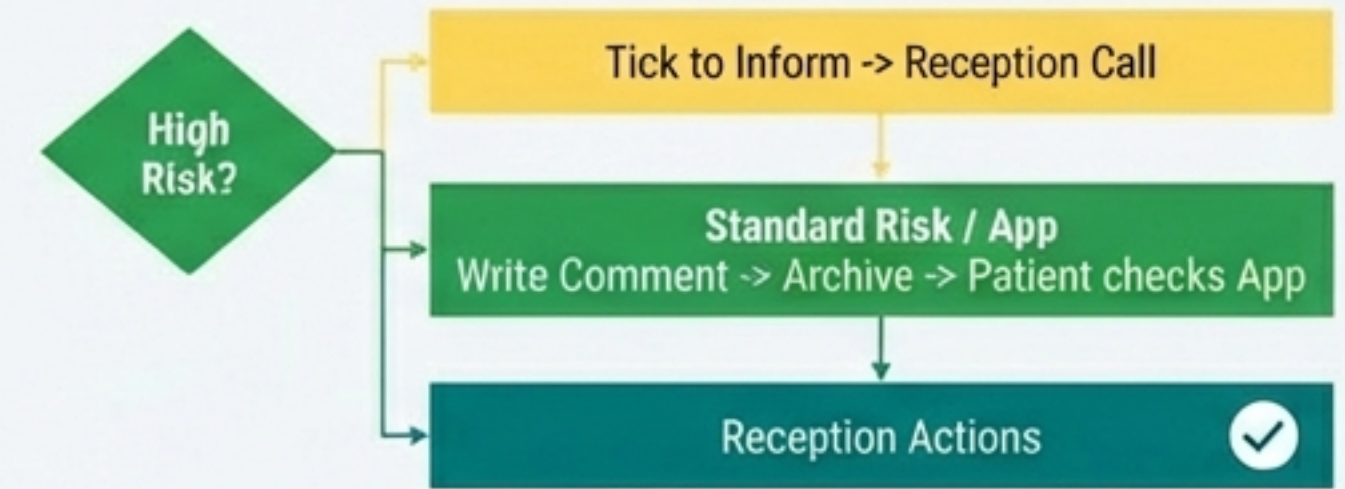 High
Risk?
Tick to Inform -> Reception Call
Standard Risk / App
Write Comment -> Archive -> Patient checks App
Reception Actions